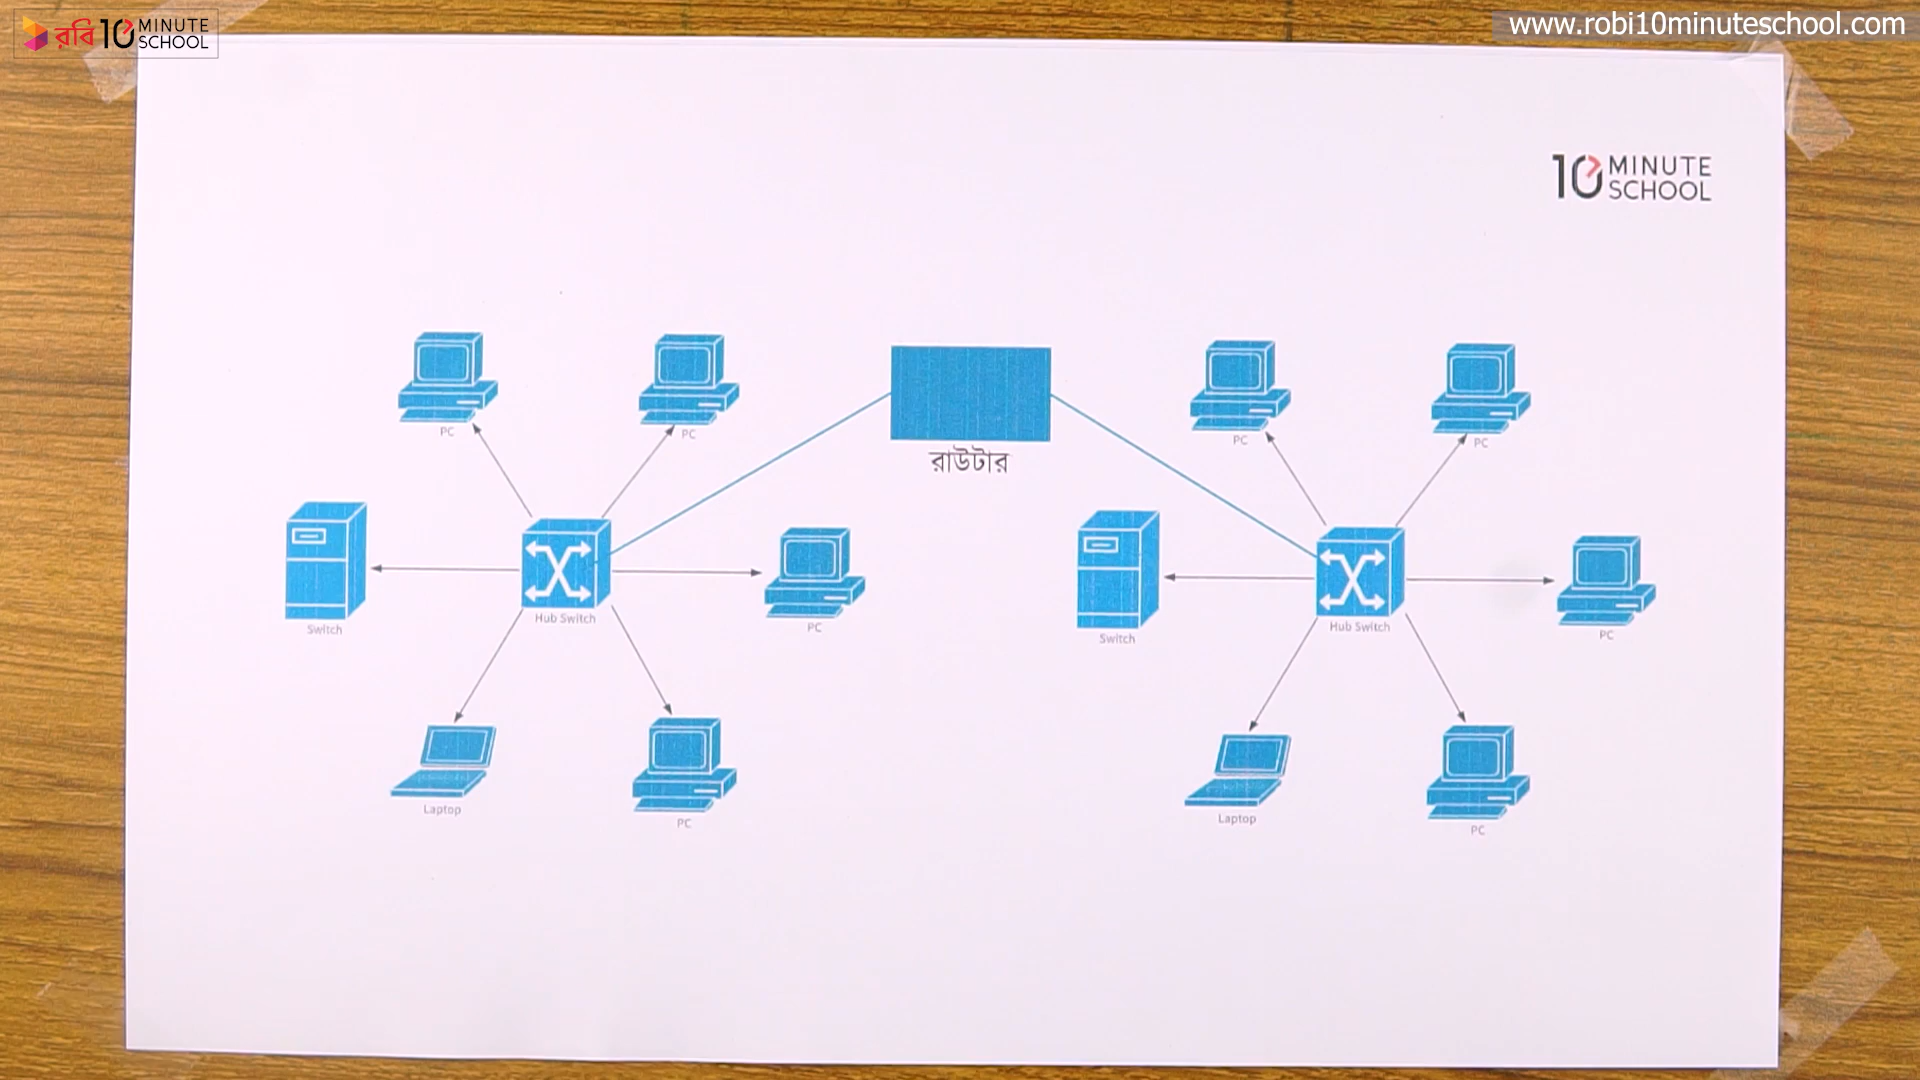 রবি 10 MINUTE SCHOOL
www.robi10minuteschool.com
10 MINUTE SCHOOL
PC
PC
রাউটার
PC
PC
Switch
Hub Switch
PC
Switch
Hub Switch
PC
Laptop
PC
Laptop
PC